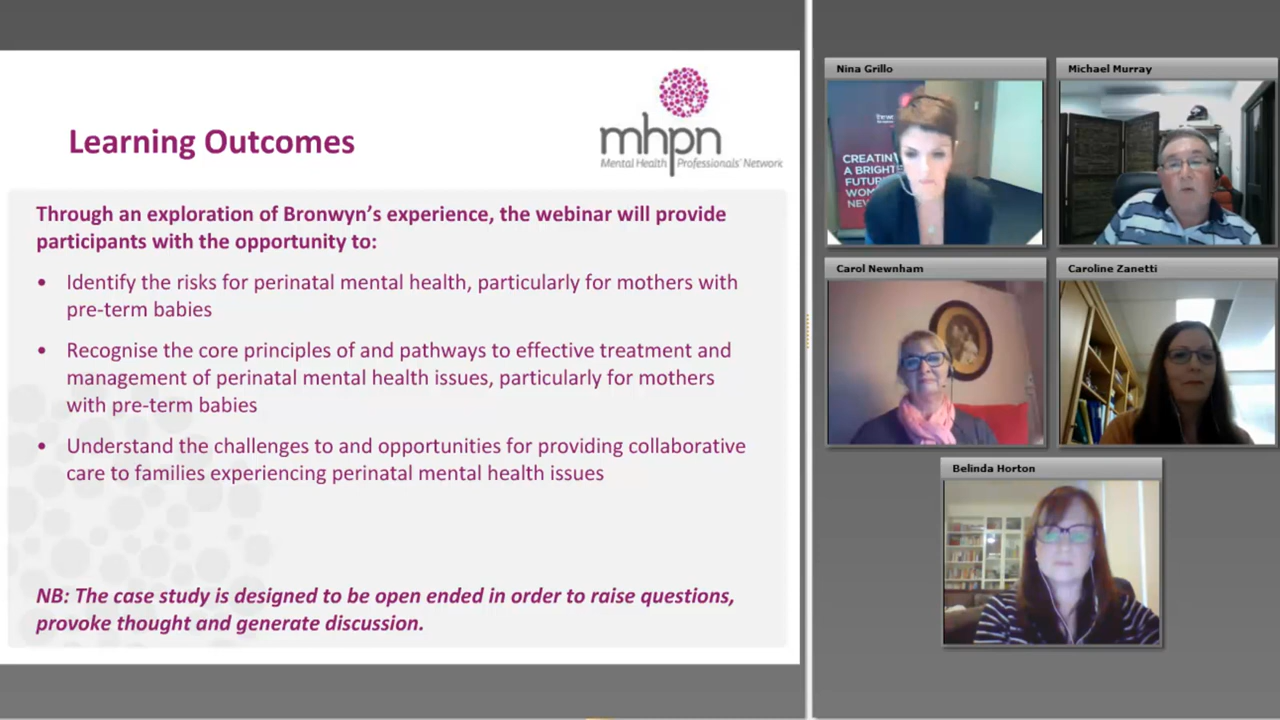 Learning Outcomes
mhpn
Mental Health Professionals' Network
Through an exploration of Bronwyn's experience, the webinar will provide
participants with the opportunity to:
• Identify the risks for perinatal mental health, particularly for mothers with
pre-term babies
• Recognise the core principles of and pathways to effective treatment and
management of perinatal mental health issues, particularly for mothers
with pre-term babies
• Understand the challenges to and opportunities for providing collaborative
care to families experiencing perinatal mental health issues
NB: The case study is designed to be open ended in order to raise questions,
provoke thought and generate discussion.
Nina Grillo
CREATIN
A BRIGHTE
FUTUR
WOM
NEW
Michael Murray
Carol Newnham
Caroline Zanetti
Belinda Horton